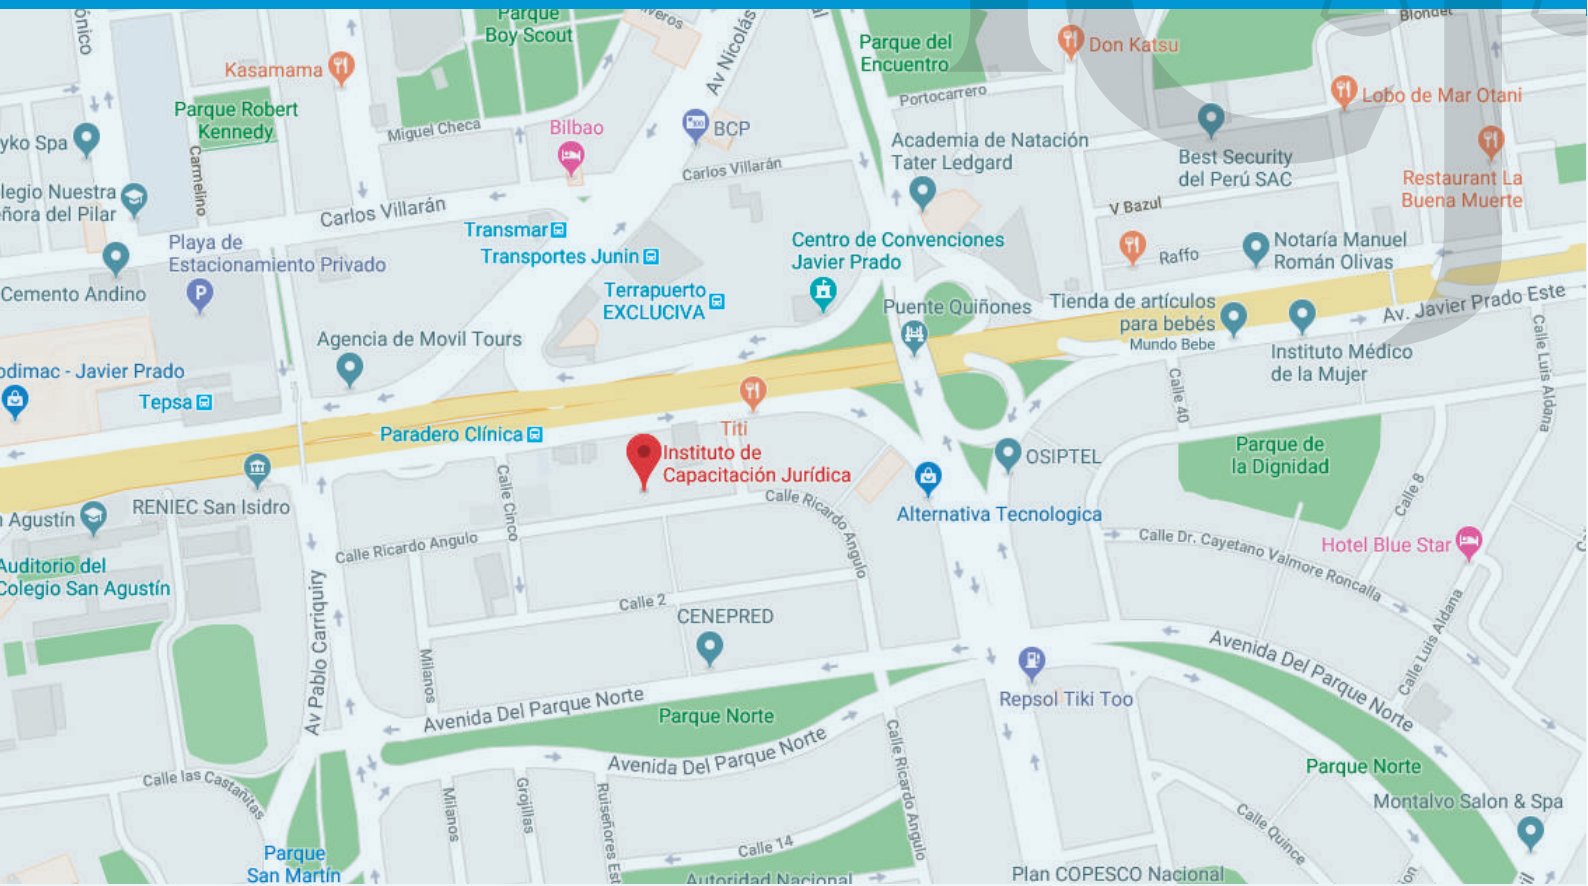 Parque
Boy Scout
Av Nicolás
Parque del
Encuentro
Don Katsu
Blondet
Kasamama
Parque Robert
Kennedy
Miguel Checa
Bilbao
BCP
Portocarrero
Lobo de Mar Otani
Academia de Natación
Tater Ledgard
Best Security
del Perú SAC
Restaurant La
Buena Muerte
Carmelino
Carlos Villarán
Carlos Villarán
V Bazul
Raffo
Notaría Manuel
Román Olivas
Playa de
Estacionamiento Privado
Transmar
Transportes Junin
Terrapuerto
EXCLUCIVA
Centro de Convenciones
Javier Prado
Puente Quiñones
Tienda de artículos
para bebés
Mundo Bebe
Av. Javier Prado Este
Cemento Andino
P
Agencia de Movil Tours
Instituto Médico
de la Mujer
Calle Luis Aldana
odimac - Javier Prado
Tepsa
Paradero Clínica
Titi
Instituto de
Capacitación Jurídica
Calle 40
OSIPTEL
Parque de
la Dignidad
yko Spa
legio Nuestra
ñora del Pilar
ónico
RENIEC San Isidro
Agustín
Auditorio del
Colegio San Agustín
Calle Cinco
Calle Ricardo Angulo
Calle Ricardo Angulo
Alternativa Tecnologica
Calle 8
Calle Dr. Cayetano Valmore Roncalla
Hotel Blue Star
Calle 2
CENEPRED
Av Pablo Carriquiry
Milanos
Avenida Del Parque Norte
Parque Norte
Avenida Del Parque Norte
Repsol Tiki Too
Avenida Del Parque Norte
Calle Luis Aldana
Parque Norte
Calle las Castañitas
Milanos
Grojillas
Ruiseñores Est
Calle Ricardo Angulo
Calle 14
Calle Quince
Montalvo Salon & Spa
Parque
San Martín
Autoridad Nacional
Plan COPESCO Nacional